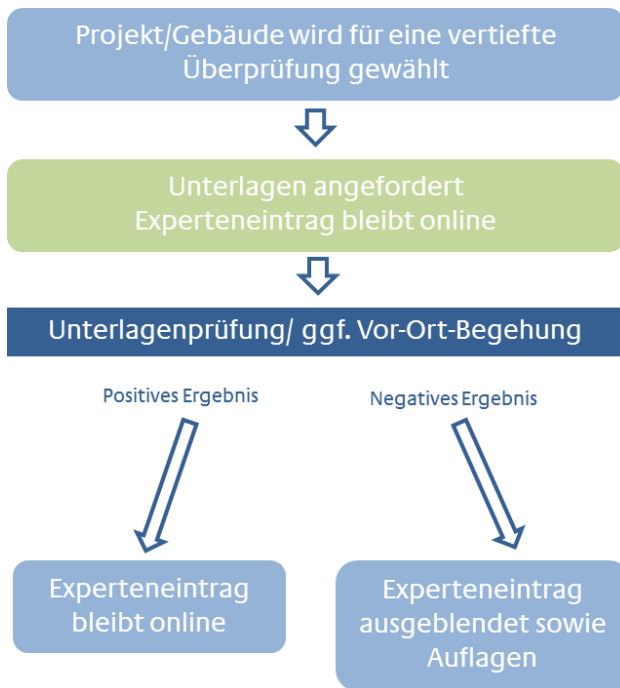 Projekt/Gebäude wird für eine vertiefte
Überprüfung gewählt
Unterlagen angefordert
Experteneintrag bleibt online
Unterlagenprüfung/ ggf. Vor-Ort-Begehung
Positives Ergebnis
Negatives Ergebnis
Experteneintrag
bleibt online
Experteneintrag
ausgeblendet sowie
Auflagen